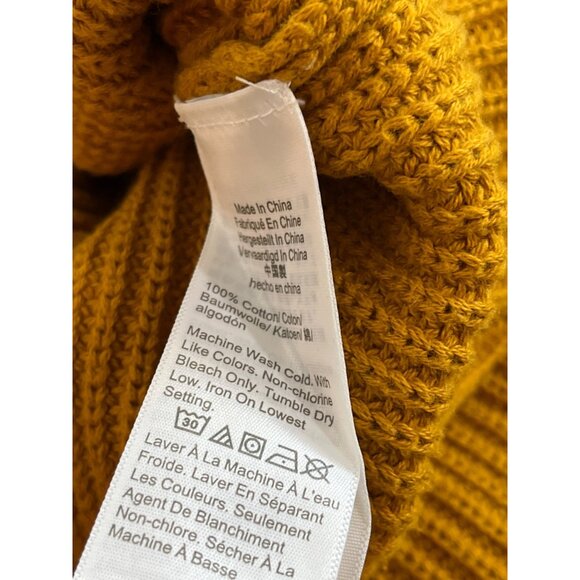 Made In China
Fabriqué En Chine
Hergestellt In China
Vervaardigd In China
中国製
hecho en china
100% Cotton/ Coton/
Baumwolle/ Katoen/ 綿/
algodón
Machine Wash Cold. With
Like Colors. Non-chlorine
Bleach Only. Tumble Dry
Low. Iron On Lowest
Setting.
30
Laver À La Machine À L'eau
Froide, Laver En Séparant
Les Couleurs, Seulement
Agent De Blanchiment
Non-chlore. Sécher À La
Machine À Basse